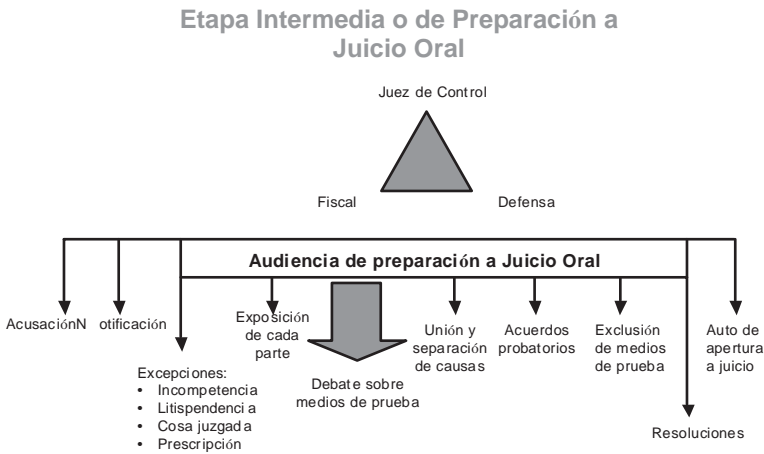 Etapa Intermedia o de Preparación a
Juicio Oral
Juez de Control
Fiscal
Defensa
Audiencia de preparación a Juicio Oral
AcusaciónN otificación
Excepciones:
• Incompetencia
• Litispendencia
• Cosa juzgada
• Prescripción
Exposición
de cada
parte
Debate sobre
medios de prueba
Unión y
separación
de causas
Acuerdos
probatorios
Exclusión
de medios
de prueba
Resoluciones
Auto de
apertura
a juicio